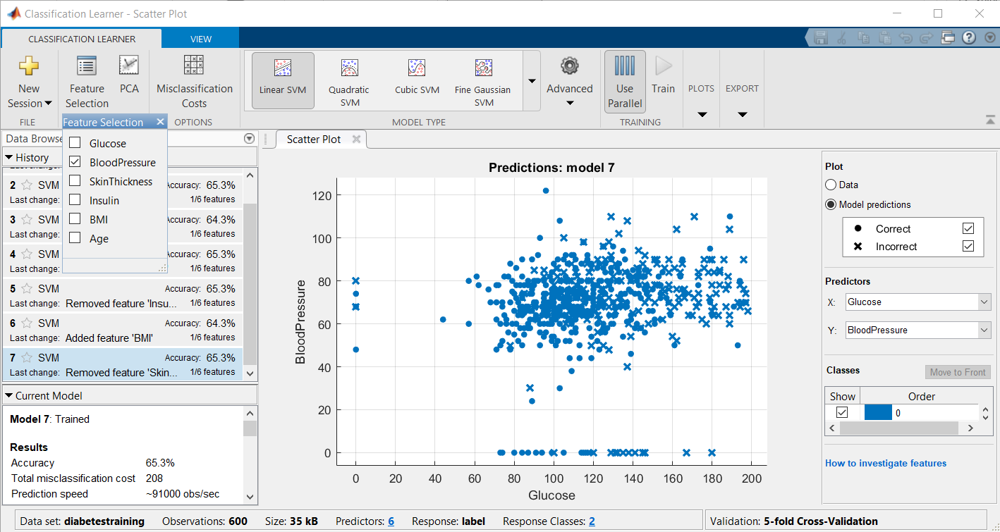 Classification Learner - Scatter Plot
CLASSIFICATION LEARNER VIEW
New Session
Feature Selection
PCA
Misclassification Costs
Linear SVM
Quadratic SVM
Cubic SVM
Fine Gaussian SVM
Advanced
Use Parallel
Train
PLOTS
EXPORT
FILE
OPTIONS
MODEL TYPE
TRAINING
Feature Selection
Glucose
BloodPressure
SkinThickness
Insulin
BMI
Age
Data Browse
History
2 SVM Accuracy: 65.3%
Last change: 1/6 features
3 SVM Accuracy: 64.3%
Last change: 1/6 features
4 SVM Accuracy: 65.3%
Last change: 1/6 features
5 SVM Accuracy: 65.3%
Last change: Removed feature 'Insu... 1/6 features
6 SVM Accuracy: 64.3%
Last change: Added feature 'BMI' 1/6 features
7 SVM Accuracy: 65.3%
Last change: Removed feature 'Skin... 1/6 features
Current Model
Model 7: Trained
Results
Accuracy 65.3%
Total misclassification cost 208
Prediction speed ~91000 obs/sec
Scatter Plot
Predictions: model 7
BloodPressure
120
100
80
60
40
20
0
0 20 40 60 80 100 120 140 160 180 200
Glucose
Plot
Data
Model predictions
Correct
Incorrect
Predictors
X: Glucose
Y: BloodPressure
Classes Move to Front
Show Order
0
How to investigate features
Data set: diabetestraining Observations: 600 Size: 35 kB Predictors: 6 Response: label Response Classes: 2 Validation: 5-fold Cross-Validation